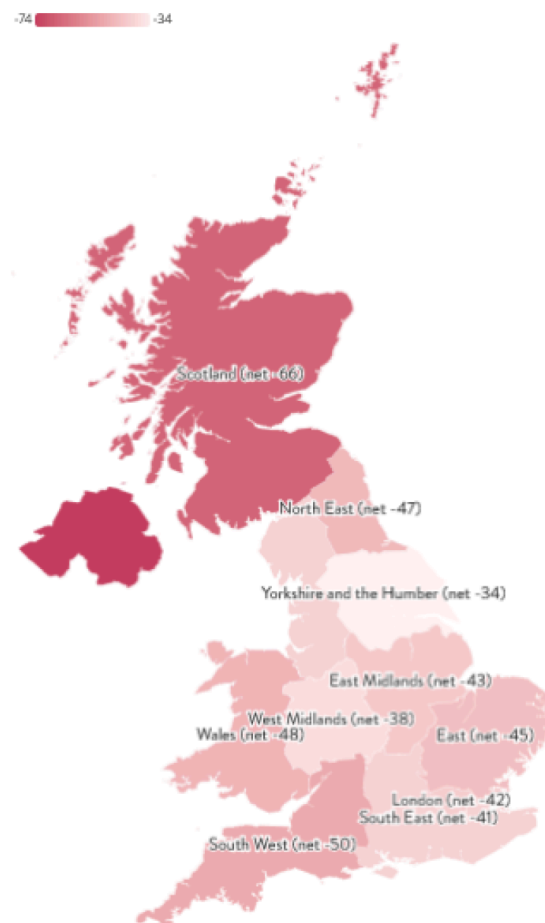 -74 -34
Scotland (net -66)
North East (net -47)
Yorkshire and the Humber (net -34)
East Midlands (net -43)
West Midlands (net -38)
Wales (net -48)
East (net -45)
London (net -42)
South East (net -41)
South West (net -50)